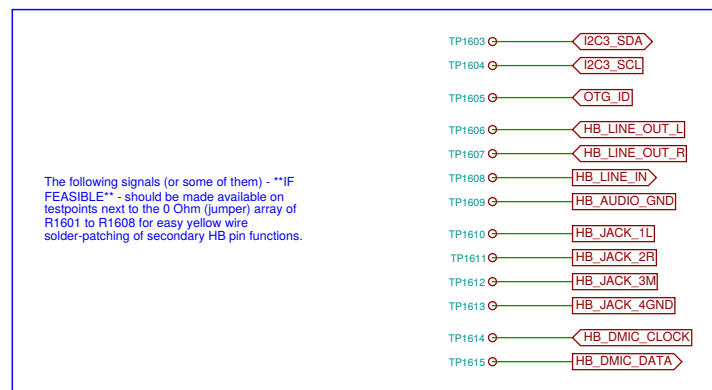 TP1603 I2C3_SDA
TP1604 I2C3_SCL
TP1605 OTG_ID
TP1606 HB_LINE_OUT_L
TP1607 HB_LINE_OUT_R
TP1608 HB_LINE_IN
TP1609 HB_AUDIO_GND
The following signals (or some of them) - **IF
FEASIBLE** - should be made available on
testpoints next to the 0 Ohm (jumper) array of
R1601 to R1608 for easy yellow wire
solder-patching of secondary HB pin functions.
TP1610 HB_JACK_1L
TP1611 HB_JACK_2R
TP1612 HB_JACK_3M
TP1613 HB_JACK_4GND
TP1614 HB_DMIC_CLOCK
TP1615 HB_DMIC_DATA